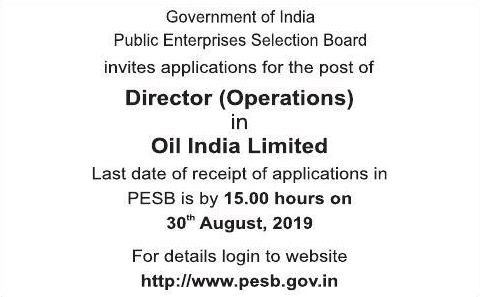 Government of India
Public Enterprises Selection Board
invites applications for the post of
Director (Operations)
in
Oil India Limited
Last date of receipt of applications in
PESB is by 15.00 hours on
30th August, 2019
For details login to website
http://www.pesb.gov.in